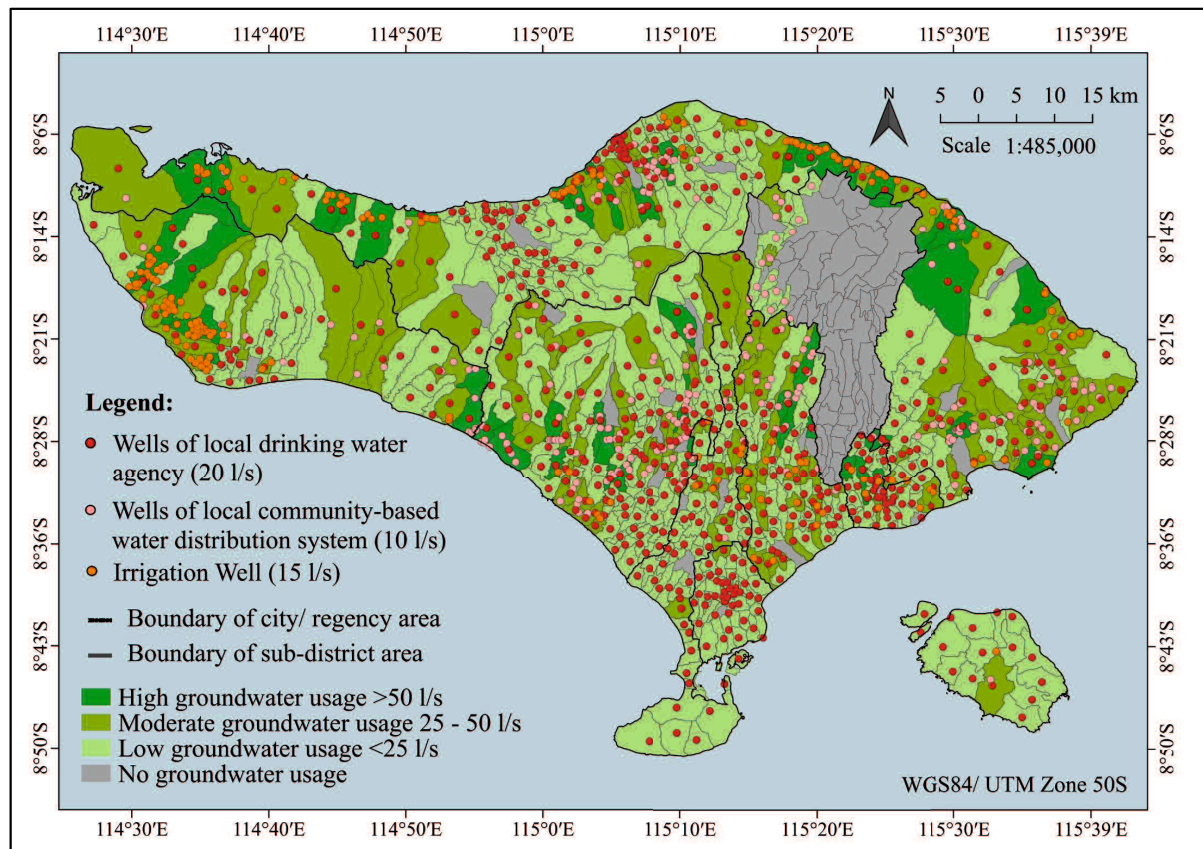 114°30′E 114°40′E 114°50′E 115°0′E 115°10′E 115°20′E 115°30′E 115°39′E
N
5 0 5 10 15 km
Scale 1:485,000
8°6′S 8°6′S
8°14′S 8°14′S
8°21′S 8°21′S
8°28′S 8°28′S
8°36′S 8°36′S
8°43′S 8°43′S
8°50′S 8°50′S
Legend:
Wells of local drinking water
agency (20 l/s)
Wells of local community-based
water distribution system (10 l/s)
Irrigation Well (15 l/s)
Boundary of city/ regency area
Boundary of sub-district area
High groundwater usage >50 l/s
Moderate groundwater usage 25 - 50 l/s
Low groundwater usage <25 l/s
No groundwater usage
WGS84/ UTM Zone 50S
114°30′E 114°40′E 114°50′E 115°0′E 115°10′E 115°20′E 115°30′E 115°39′E